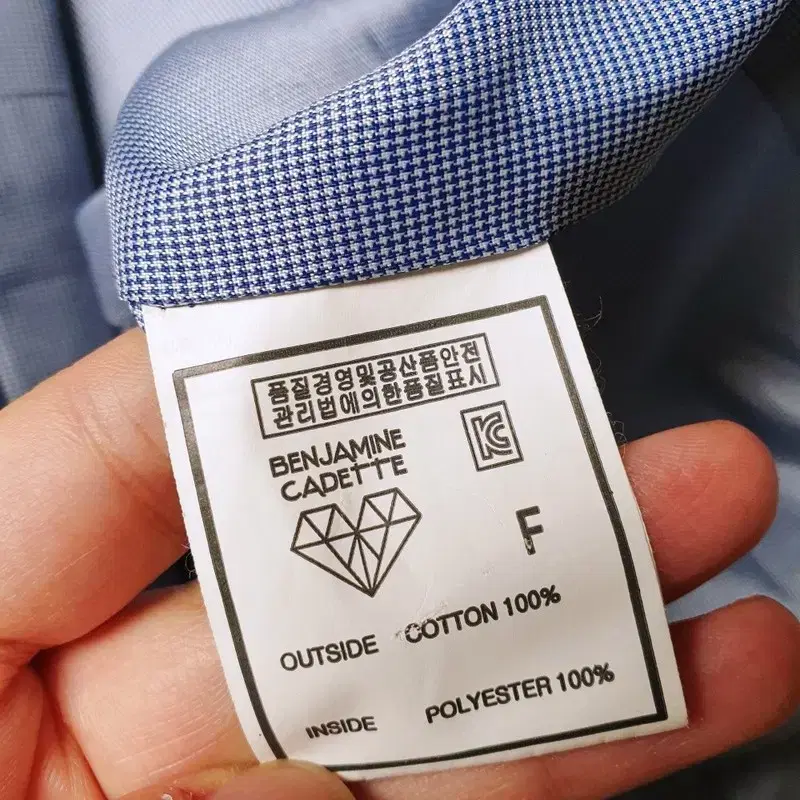 품질경영및공산품안전
관리법에의한품질표시
BENJAMINE
CADETTE
KC
F
OUTSIDE COTTON 100%
INSIDE POLYESTER 100%